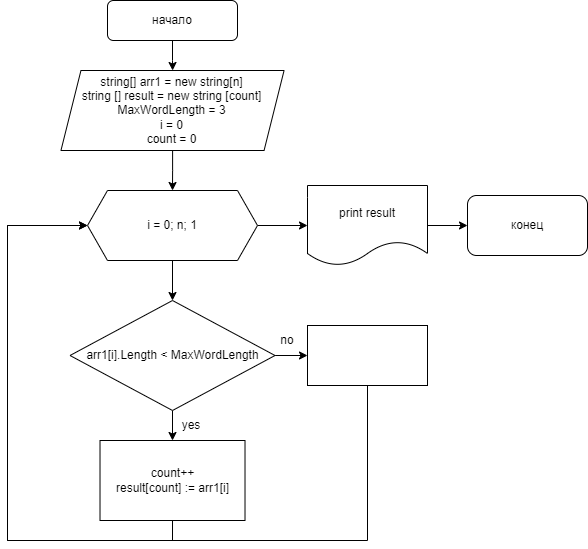 начало
string[] arr1 = new string[n]
string [] result = new string [count]
MaxWordLength = 3
i = 0
count = 0
i = 0; n; 1
print result
конец
arr1[i].Length < MaxWordLength
no
yes
count++
result[count] := arr1[i]